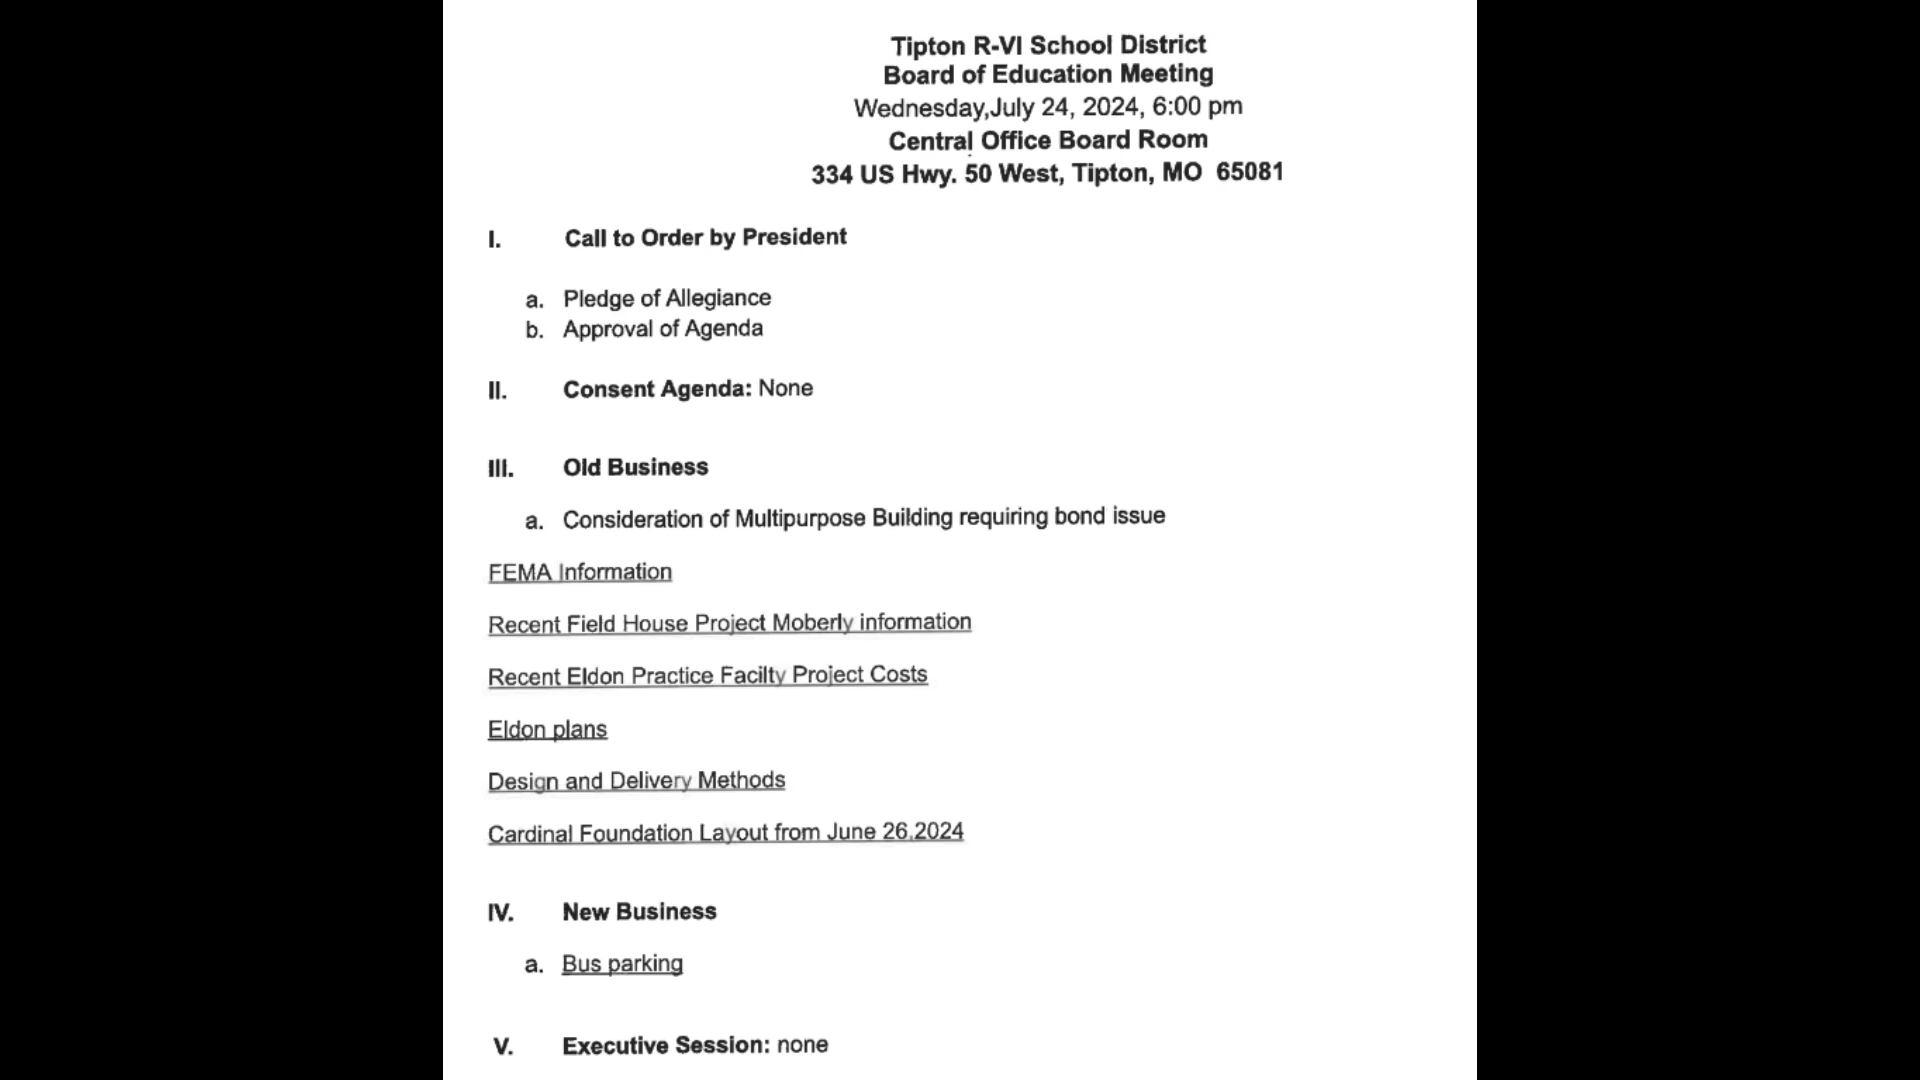 Tipton R-VI School District
Board of Education Meeting
Wednesday,July 24, 2024, 6:00 pm
Central Office Board Room
334 US Hwy. 50 West, Tipton, MO 65081
I. Call to Order by President
a. Pledge of Allegiance
b. Approval of Agenda
II. Consent Agenda: None
III. Old Business
a. Consideration of Multipurpose Building requiring bond issue
FEMA Information
Recent Field House Project Moberly information
Recent Eldon Practice Facilty Project Costs
Eldon plans
Design and Delivery Methods
Cardinal Foundation Layout from June 26.2024
IV. New Business
a. Bus parking
V. Executive Session: none